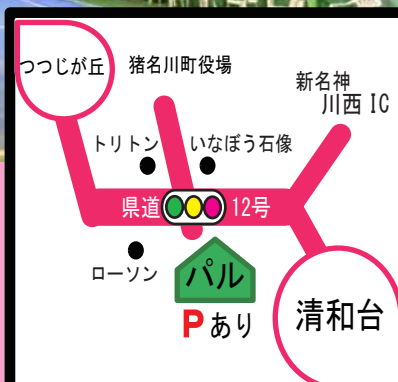 つつじが丘
猪名川町役場
新名神
川西 IC
トリトン
いなぼう石像
県道
12号
ローソン
パル
Pあり
清和台